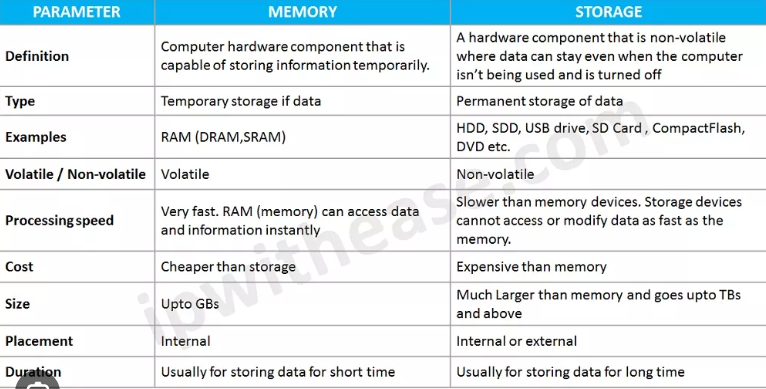 PARAMETER MEMORY STORAGE
Definition
Computer hardware component that is
capable of storing information temporarily.
A hardware component that is non-volatile
where data can stay even when the computer
isn't being used and is turned off
Type Temporary storage if data Permanent storage of data
Examples RAM (DRAM,SRAM)
HDD, SDD, USB drive, SD Card , CompactFlash,
DVD etc.
Volatile / Non-volatile Volatile Non-volatile
Processing speed
Very fast. RAM (memory) can access data
and information instantly
Slower than memory devices. Storage devices
cannot access or modify data as fast as the
memory.
Cost Cheaper than storage Expensive than memory
Size Upto GBs
Much Larger than memory and goes upto TBs
and above
Placement Internal Internal or external
Duration Usually for storing data for short time Usually for storing data for long time
ipwithease.com